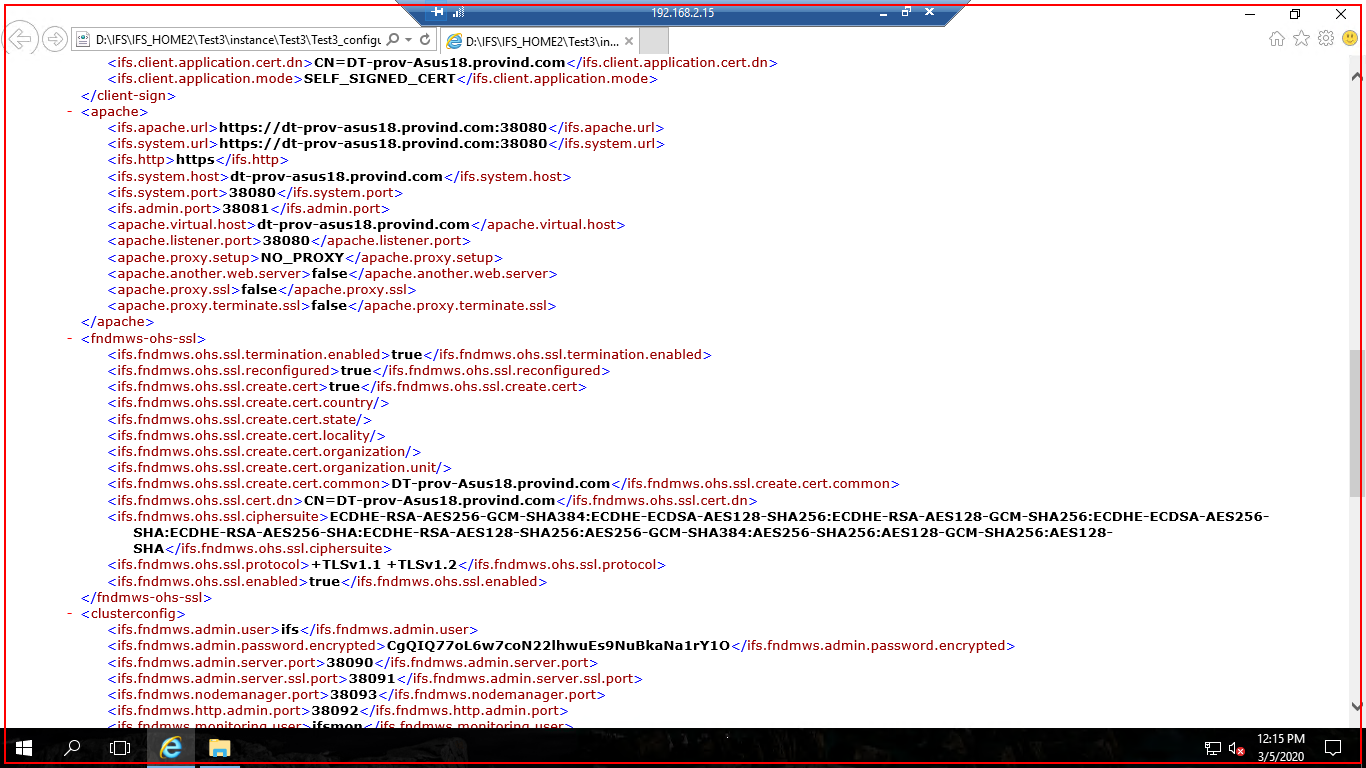 192.168.2.15
D:\IFS\IFS_HOME2\Test3\instance\Test3\Test3_configu
D:\IFS\IFS_HOME2\Test3\in...
<ifs.client.application.cert.dn>CN=DT-prov-Asus18.provind.com</ifs.client.application.cert.dn>
<ifs.client.application.mode>SELF_SIGNED_CERT</ifs.client.application.mode>
</client-sign>
- <apache>
<ifs.apache.url>https://dt-prov-asus18.provind.com:38080</ifs.apache.url>
<ifs.system.url>https://dt-prov-asus18.provind.com:38080</ifs.system.url>
<ifs.http>https</ifs.http>
<ifs.system.host>dt-prov-asus18.provind.com</ifs.system.host>
<ifs.system.port>38080</ifs.system.port>
<ifs.admin.port>38081</ifs.admin.port>
<apache.virtual.host>dt-prov-asus18.provind.com</apache.virtual.host>
<apache.listener.port>38080</apache.listener.port>
<apache.proxy.setup>NO_PROXY</apache.proxy.setup>
<apache.another.web.server>false</apache.another.web.server>
<apache.proxy.ssl>false</apache.proxy.ssl>
<apache.proxy.terminate.ssl>false</apache.proxy.terminate.ssl>
</apache>
- <fndmws-ohs-ssl>
<ifs.fndmws.ohs.ssl.termination.enabled>true</ifs.fndmws.ohs.ssl.termination.enabled>
<ifs.fndmws.ohs.ssl.reconfigured>true</ifs.fndmws.ohs.ssl.reconfigured>
<ifs.fndmws.ohs.ssl.create.cert>true</ifs.fndmws.ohs.ssl.create.cert>
<ifs.fndmws.ohs.ssl.create.cert.country/>
<ifs.fndmws.ohs.ssl.create.cert.state/>
<ifs.fndmws.ohs.ssl.create.cert.locality/>
<ifs.fndmws.ohs.ssl.create.cert.organization/>
<ifs.fndmws.ohs.ssl.create.cert.organization.unit/>
<ifs.fndmws.ohs.ssl.create.cert.common>DT-prov-Asus18.provind.com</ifs.fndmws.ohs.ssl.create.cert.common>
<ifs.fndmws.ohs.ssl.cert.dn>CN=DT-prov-Asus18.provind.com</ifs.fndmws.ohs.ssl.cert.dn>
<ifs.fndmws.ohs.ssl.ciphersuite>ECDHE-RSA-AES256-GCM-SHA384:ECDHE-ECDSA-AES128-SHA256:ECDHE-RSA-AES128-GCM-SHA256:ECDHE-ECDSA-AES256-
SHA:ECDHE-RSA-AES256-SHA:ECDHE-RSA-AES128-SHA256:AES256-GCM-SHA384:AES256-SHA256:AES128-GCM-SHA256:AES128-
SHA</ifs.fndmws.ohs.ssl.ciphersuite>
<ifs.fndmws.ohs.ssl.protocol>+TLSv1.1 +TLSv1.2</ifs.fndmws.ohs.ssl.protocol>
<ifs.fndmws.ohs.ssl.enabled>true</ifs.fndmws.ohs.ssl.enabled>
</fndmws-ohs-ssl>
- <clusterconfig>
<ifs.fndmws.admin.user>ifs</ifs.fndmws.admin.user>
<ifs.fndmws.admin.password.encrypted>CgQIQ77oL6w7coN22lhwuEs9NuBkaNa1rY1O</ifs.fndmws.admin.password.encrypted>
<ifs.fndmws.admin.server.port>38090</ifs.fndmws.admin.server.port>
<ifs.fndmws.admin.server.ssl.port>38091</ifs.fndmws.admin.server.ssl.port>
<ifs.fndmws.nodemanager.port>38093</ifs.fndmws.nodemanager.port>
<ifs.fndmws.http.admin.port>38092</ifs.fndmws.http.admin.port>
<ifs.fndmws.monitoring.user>ifsmon</ifs.fndmws.monitoring.user>
12:15 PM
3/5/2020